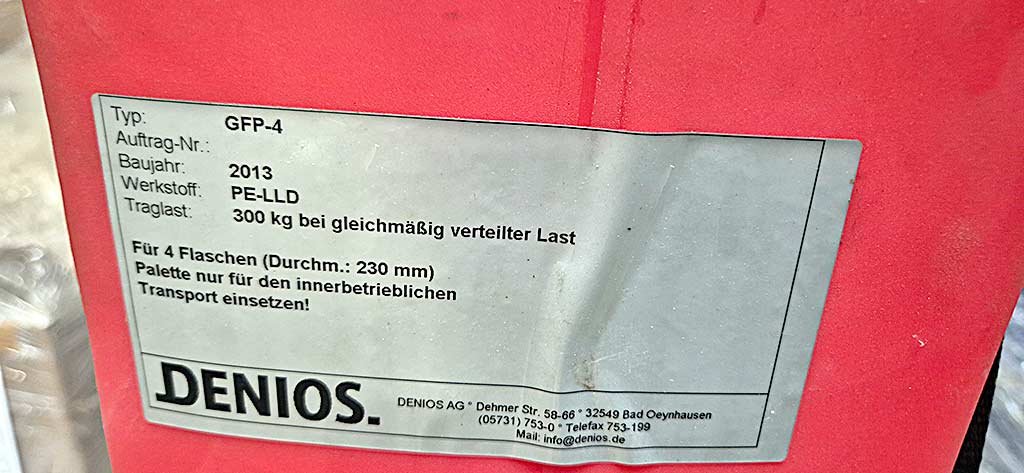 Typ: GFP-4
Auftrag-Nr.:
Baujahr: 2013
Werkstoff: PE-LLD
Traglast: 300 kg bei gleichmäßig verteilter Last
Für 4 Flaschen (Durchm.: 230 mm)
Palette nur für den innerbetrieblichen
Transport einsetzen!
DENIOS.
DENIOS AG * Dehmer Str. 58-66 * 32549 Bad Oeynhausen
(05731) 753-0 * Telefax 753-199
Mail: info@denios.de